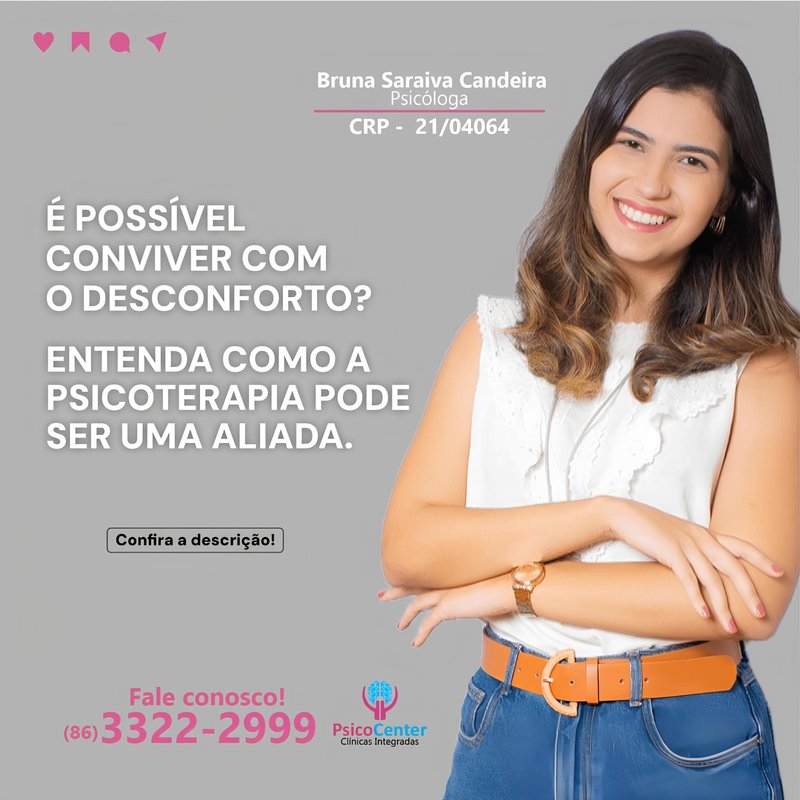 Bruna Saraiva Candeira
Psicóloga
CRP - 21/04064
É POSSÍVEL
CONVIVER COM
O DESCONFORTO?
ENTENDA COMO A
PSICOTERAPIA PODE
SER UMA ALIADA.
Confira a descrição!
Fale conosco!
(86) 3322-2999
PsicoCenter
Clínicas Integradas